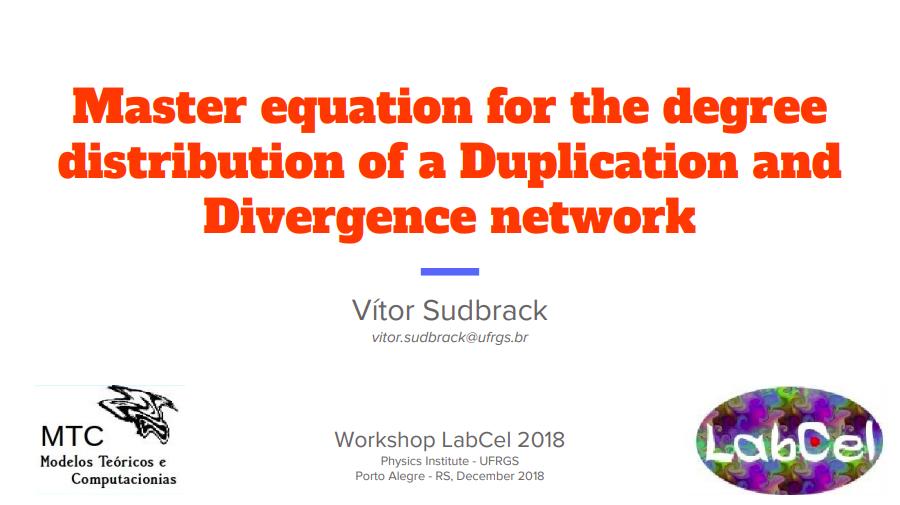 Master equation for the degree
distribution of a Duplication and
Divergence network
Vítor Sudbrack
vitor.sudbrack@ufrgs.br
MTC
Modelos Teóricos e
Computacionias
Workshop LabCel 2018
Physics Institute - UFRGS
Porto Alegre - RS, December 2018
LabCel